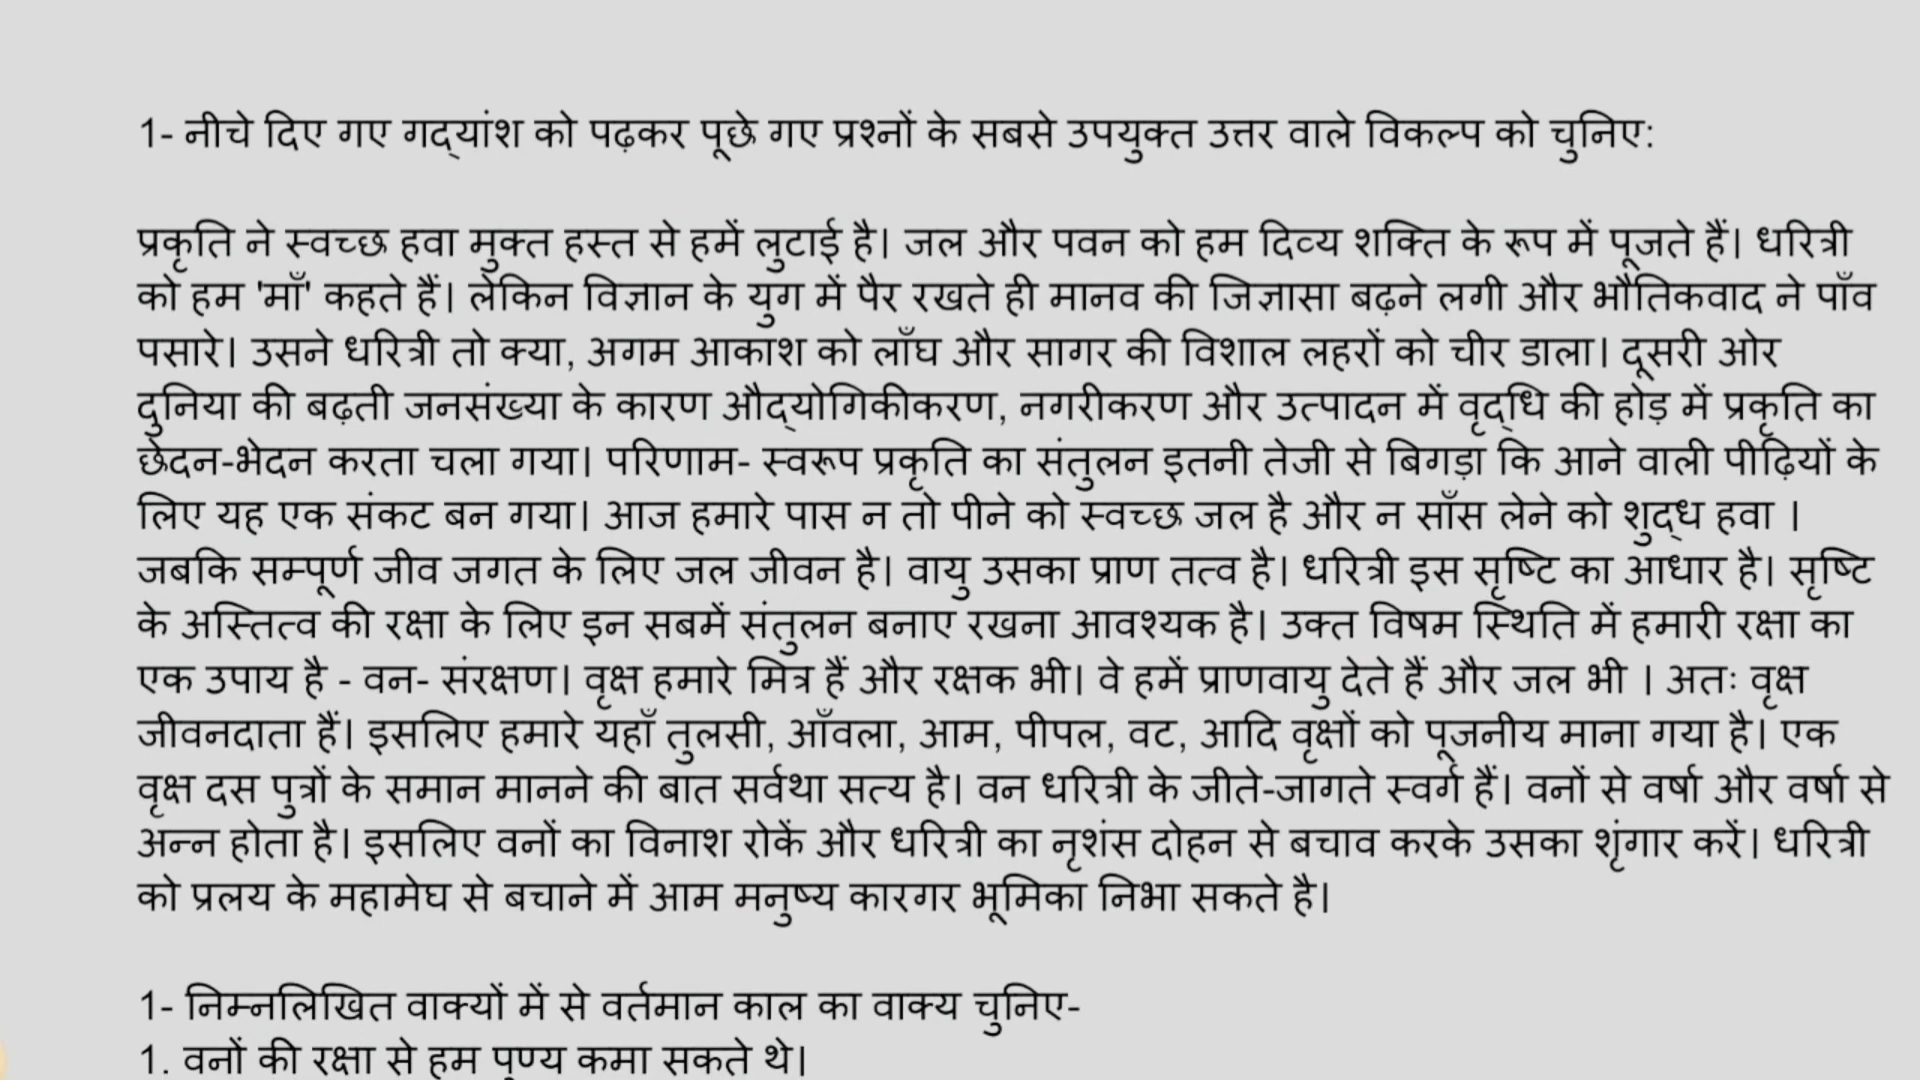 1- नीचे दिए गए गद्यांश को पढ़कर पूछे गए प्रश्नों के सबसे उपयुक्त उत्तर वाले विकल्प को चुनिए:
प्रकृति ने स्वच्छ हवा मुक्त हस्त से हमें लुटाई है। जल और पवन को हम दिव्य शक्ति के रूप में पूजते हैं। धरित्री
को हम 'माँ' कहते हैं। लेकिन विज्ञान के युग में पैर रखते ही मानव की जिज्ञासा बढ़ने लगी और भौतिकवाद ने पाँव
पसारे। उसने धरित्री तो क्या, अगम आकाश को लाँघ और सागर की विशाल लहरों को चीर डाला। दूसरी ओर
दुनिया की बढ़ती जनसंख्या के कारण औद्योगिकीकरण, नगरीकरण और उत्पादन में वृद्धि की होड़ में प्रकृति का
छेदन-भेदन करता चला गया। परिणाम- स्वरूप प्रकृति का संतुलन इतनी तेजी से बिगड़ा कि आने वाली पीढ़ियों के
लिए यह एक संकट बन गया। आज हमारे पास न तो पीने को स्वच्छ जल है और न साँस लेने को शुद्ध हवा ।
जबकि सम्पूर्ण जीव जगत के लिए जल जीवन है। वायु उसका प्राण तत्व है। धरित्री इस सृष्टि का आधार है। सृष्टि
के अस्तित्व की रक्षा के लिए इन सबमें संतुलन बनाए रखना आवश्यक है। उक्त विषम स्थिति में हमारी रक्षा का
एक उपाय है - वन- संरक्षण। वृक्ष हमारे मित्र हैं और रक्षक भी। वे हमें प्राणवायु देते हैं और जल भी । अतः वृक्ष
जीवनदाता हैं। इसलिए हमारे यहाँ तुलसी, आँवला, आम, पीपल, वट, आदि वृक्षों को पूजनीय माना गया है। एक
वृक्ष दस पुत्रों के समान मानने की बात सर्वथा सत्य है। वन धरित्री के जीते-जागते स्वर्ग हैं। वनों से वर्षा और वर्षा से
अन्न होता है। इसलिए वनों का विनाश रोकें और धरित्री का नृशंस दोहन से बचाव करके उसका शृंगार करें। धरित्री
को प्रलय के महामेघ से बचाने में आम मनुष्य कारगर भूमिका निभा सकते है।
1- निम्नलिखित वाक्यों में से वर्तमान काल का वाक्य चुनिए-
1. वनों की रक्षा से हम पुण्य कमा सकते थे।